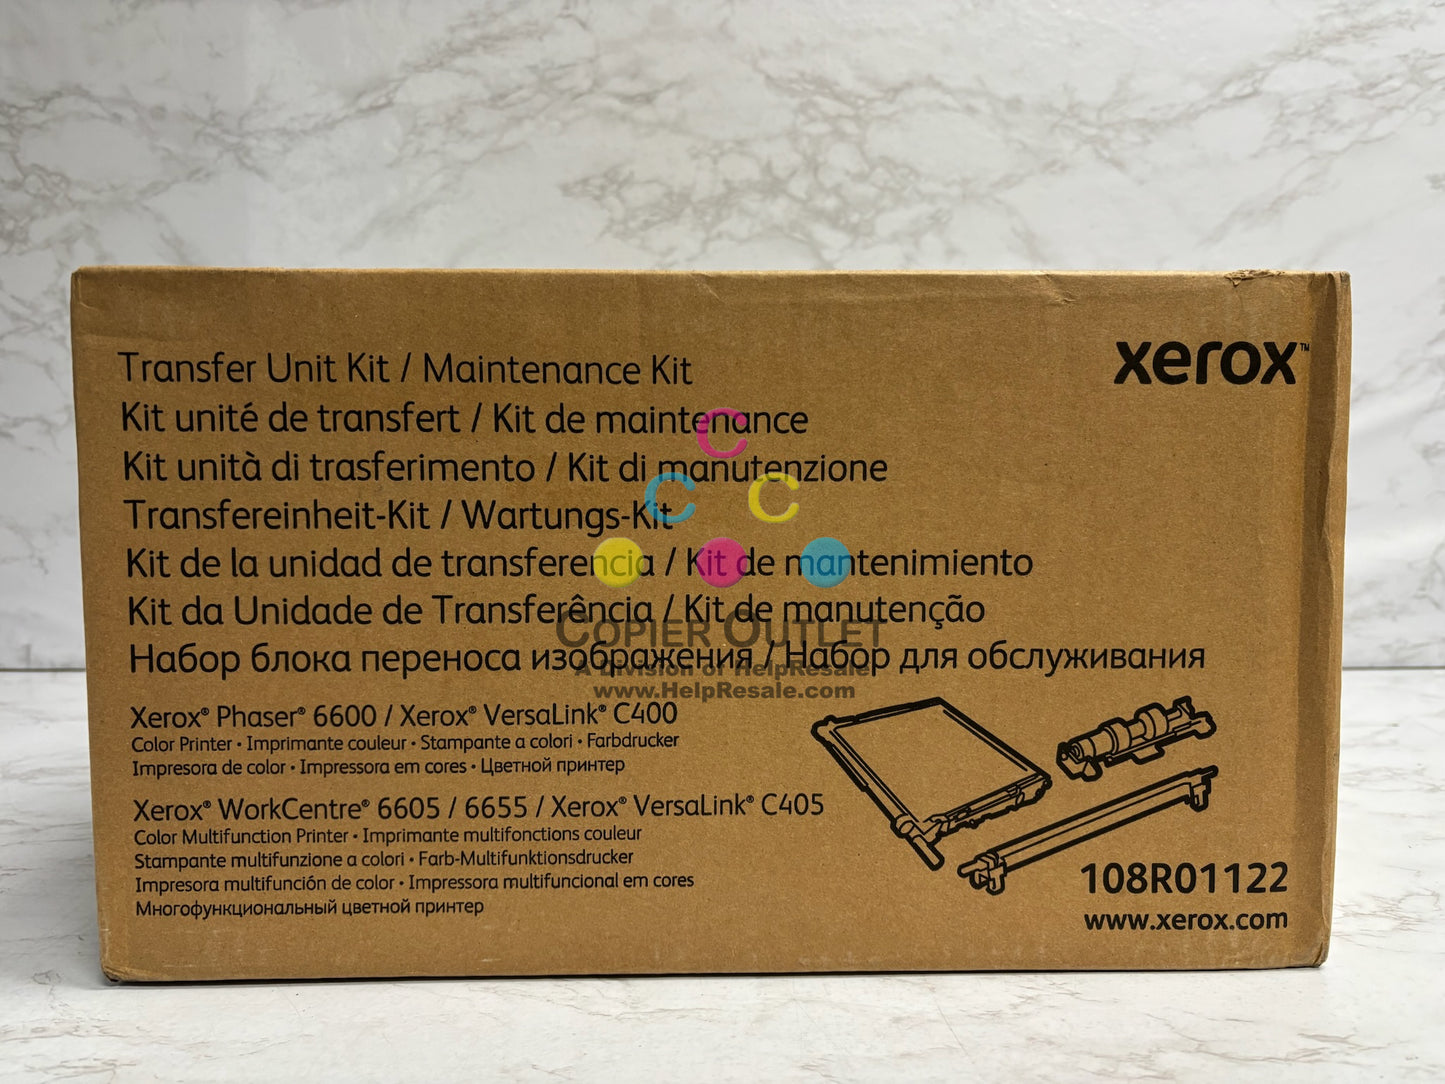 xerox™
Transfer Unit Kit / Maintenance Kit
Kit unité de transfert / Kit de maintenance
Kit unità di trasferimento / Kit di manutenzione
Transfereinheit-Kit / Wartungs-Kit
Kit de la unidad de transferencia / Kit de mantenimiento
Kit da Unidade de Transferência / Kit de manutenção
Набор блока переноса изображения / Набор для обслуживания
Xerox® Phaser® 6600 / Xerox® VersaLink® C400
Color Printer • Imprimante couleur • Stampante a colori • Farbdrucker
Impresora de color • Impressora em cores • Цветной принтер
Xerox® WorkCentre® 6605 / 6655 / Xerox® VersaLink® C405
Color Multifunction Printer • Imprimante multifonctions couleur
Stampante multifunzione a colori • Farb-Multifunktionsdrucker
Impresora multifunción de color • Impressora multifuncional em cores
Многофункциональный цветной принтер
108R01122
www.xerox.com
C
C C
Copier Outlet
A Division of HelpResale
www.HelpResale.com